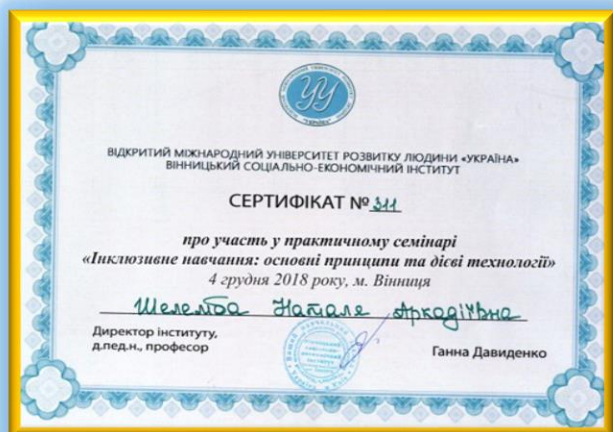 УУ
"УКРАЇНА"
ВІДКРИТИЙ МІЖНАРОДНИЙ УНІВЕРСИТЕТ РОЗВИТКУ ЛЮДИНИ «УКРАЇНА»
ВІННИЦЬКИЙ СОЦІАЛЬНО-ЕКОНОМІЧНИЙ ІНСТИТУТ
СЕРТИФІКАТ № 311
про участь у практичному семінарі
«Інклюзивне навчання: основні принципи та дієві технології»
4 грудня 2018 року, м. Вінниця
Шелемба Наталя Аркадіївна
Директор інституту,
д.пед.н., професор
Ганна Давиденко